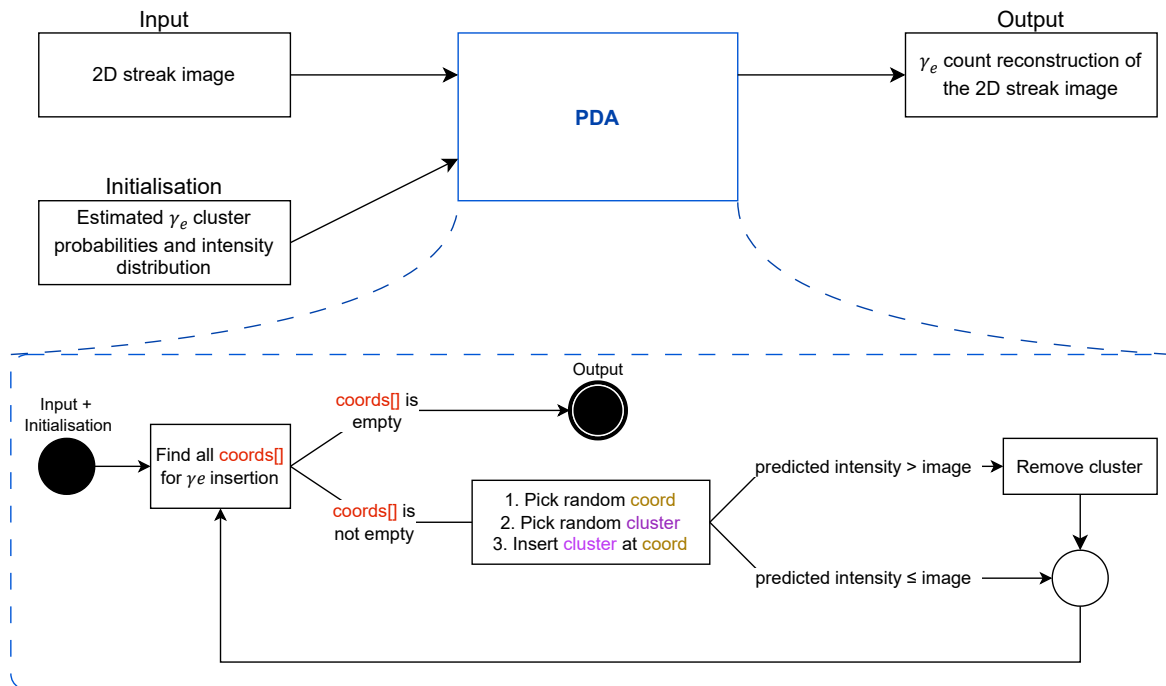 Input
2D streak image
PDA
Output
γₑ count reconstruction of
the 2D streak image
Initialisation
Estimated γₑ cluster
probabilities and intensity
distribution
Input +
Initialisation
Find all coords[]
for γe insertion
coords[] is
empty
Output
coords[] is
not empty
1. Pick random coord
2. Pick random cluster
3. Insert cluster at coord
predicted intensity > image
Remove cluster
predicted intensity ≤ image